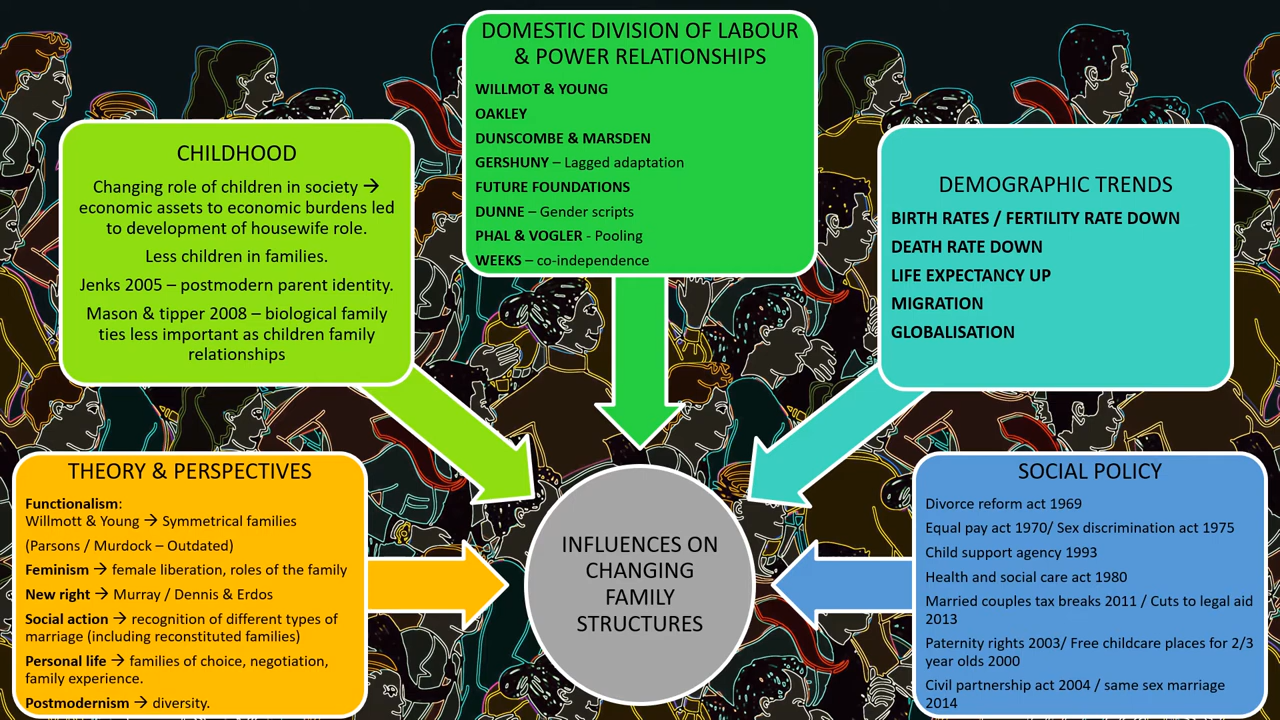 DOMESTIC DIVISION OF LABOUR
& POWER RELATIONSHIPS
WILLMOT & YOUNG
OAKLEY
DUNSCOMBE & MARSDEN
GERSHUNY – Lagged adaptation
FUTURE FOUNDATIONS
DUNNE – Gender scripts
PHAL & VOGLER - Pooling
WEEKS – co-independence
CHILDHOOD
Changing role of children in society →
economic assets to economic burdens led
to development of housewife role.
Less children in families.
Jenks 2005 – postmodern parent identity.
Mason & tipper 2008 – biological family
ties less important as children family
relationships
DEMOGRAPHIC TRENDS
BIRTH RATES / FERTILITY RATE DOWN
DEATH RATE DOWN
LIFE EXPECTANCY UP
MIGRATION
GLOBALISATION
THEORY & PERSPECTIVES
Functionalism:
Willmott & Young → Symmetrical families
(Parsons / Murdock – Outdated)
Feminism → female liberation, roles of the family
New right → Murray / Dennis & Erdos
Social action → recognition of different types of
marriage (including reconstituted families)
Personal life → families of choice, negotiation,
family experience.
Postmodernism → diversity.
INFLUENCES ON
CHANGING
FAMILY
STRUCTURES
SOCIAL POLICY
Divorce reform act 1969
Equal pay act 1970/ Sex discrimination act 1975
Child support agency 1993
Health and social care act 1980
Married couples tax breaks 2011 / Cuts to legal aid
2013
Paternity rights 2003/ Free childcare places for 2/3
year olds 2000
Civil partnership act 2004 / same sex marriage
2014